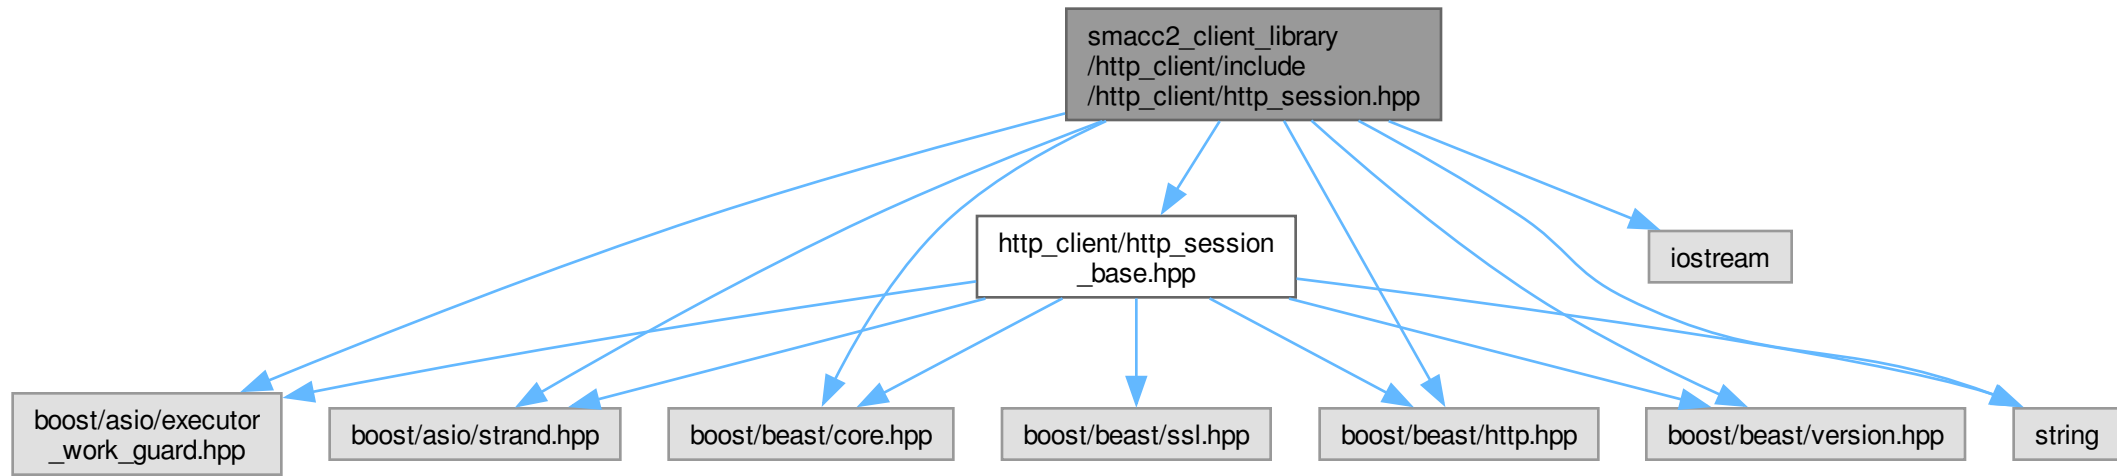 smacc2_client_library
/http_client/include
/http_client/http_session.hpp
http_client/http_session
_base.hpp
iostream
boost/asio/executor
_work_guard.hpp
boost/asio/strand.hpp
boost/beast/core.hpp
boost/beast/ssl.hpp
boost/beast/http.hpp
boost/beast/version.hpp
string